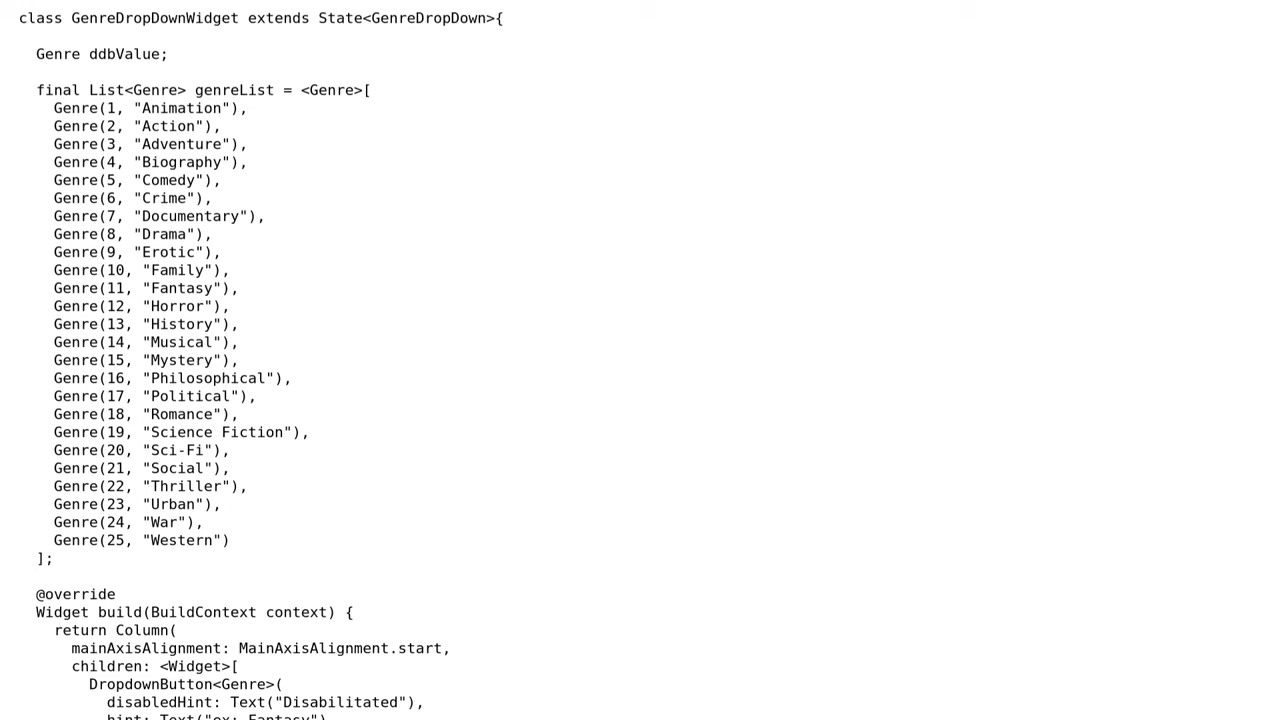 class GenreDropDownWidget extends State<GenreDropDown>{
Genre ddbValue;
final List<Genre> genreList = <Genre>[
Genre(1, "Animation"),
Genre(2, "Action"),
Genre(3, "Adventure"),
Genre(4, "Biography"),
Genre(5, "Comedy"),
Genre(6, "Crime"),
Genre(7, "Documentary"),
Genre(8, "Drama"),
Genre(9, "Erotic"),
Genre(10, "Family"),
Genre(11, "Fantasy"),
Genre(12, "Horror"),
Genre(13, "History"),
Genre(14, "Musical"),
Genre(15, "Mystery"),
Genre(16, "Philosophical"),
Genre(17, "Political"),
Genre(18, "Romance"),
Genre(19, "Science Fiction"),
Genre(20, "Sci-Fi"),
Genre(21, "Social"),
Genre(22, "Thriller"),
Genre(23, "Urban"),
Genre(24, "War"),
Genre(25, "Western")
];
@override
Widget build(BuildContext context) {
return Column(
mainAxisAlignment: MainAxisAlignment.start,
children: <Widget>[
DropdownButton<Genre>(
disabledHint: Text("Disabilitated"),
hint: Text("ex: Fantasy")